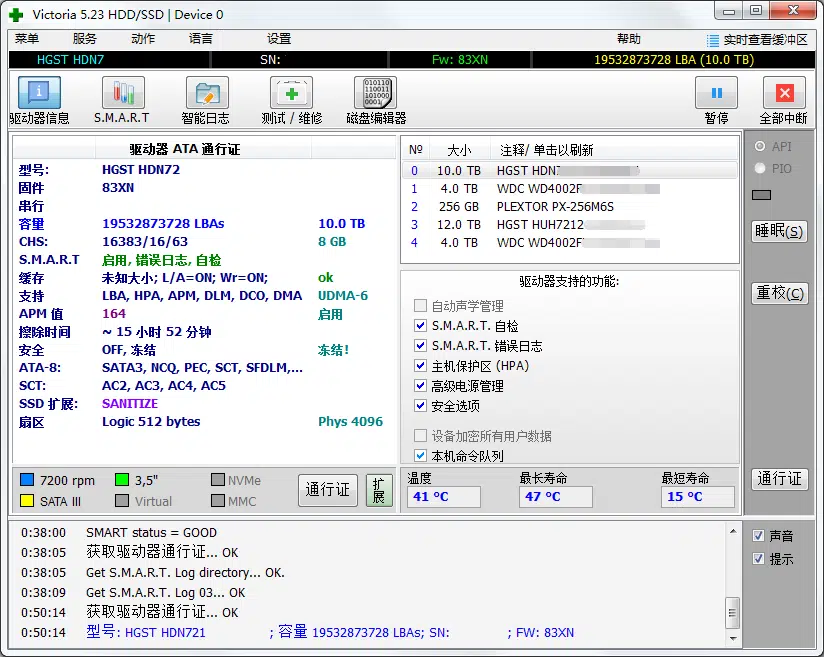 Victoria 5.23 HDD/SSD | Device 0
菜单 服务 动作 语言 设置 帮助 实时查看缓冲区
HGST HDN7 SN: Fw: 83XN 19532873728 LBA (10.0 TB)
驱动器信息 S.M.A.R.T 智能日志 测试 / 维修 磁盘编辑器 暂停 全部中断
驱动器 ATA 通行证
型号: HGST HDN72
固件 83XN
串行
容量 19532873728 LBAs 10.0 TB
CHS: 16383/16/63 8 GB
S.M.A.R.T 启用, 错误日志, 自检
缓存 未知大小; L/A=ON; Wr=ON; ok
支持 LBA, HPA, APM, DLM, DCO, DMA UDMA-6
APM 值 164 启用
擦除时间 ~ 15 小时 52 分钟
安全 OFF, 冻结 冻结!
ATA-8: SATA3, NCQ, PEC, SCT, SFDLM,...
SCT: AC2, AC3, AC4, AC5
SSD 扩展: SANITIZE
扇区 Logic 512 bytes Phys 4096
7200 rpm 3,5" NVMe
SATA III Virtual MMC
通行证 扩展
№ 大小 注释/ 单击以刷新
0 10.0 TB HGST HDN7
1 4.0 TB WDC WD4002F
2 256 GB PLEXTOR PX-256M6S
3 12.0 TB HGST HUH7212
4 4.0 TB WDC WD4002F
驱动器支持的功能:
自动声学管理
S.M.A.R.T. 自检
S.M.A.R.T. 错误日志
主机保护区 (HPA)
高级电源管理
安全选项
设备加密所有用户数据
本机命令队列
温度 最长寿命 最短寿命
41 °C 47 °C 15 °C
API
PIO
睡眠(S)
重校(C)
通行证
0:38:00 SMART status = GOOD
0:38:05 获取驱动器通行证... OK
0:38:05 Get S.M.A.R.T. Log directory... OK.
0:38:09 Get S.M.A.R.T. Log 03... OK
0:50:14 获取驱动器通行证... OK
0:50:14 型号: HGST HDN721 ; 容量 19532873728 LBAs; SN: ; FW: 83XN
声音
提示